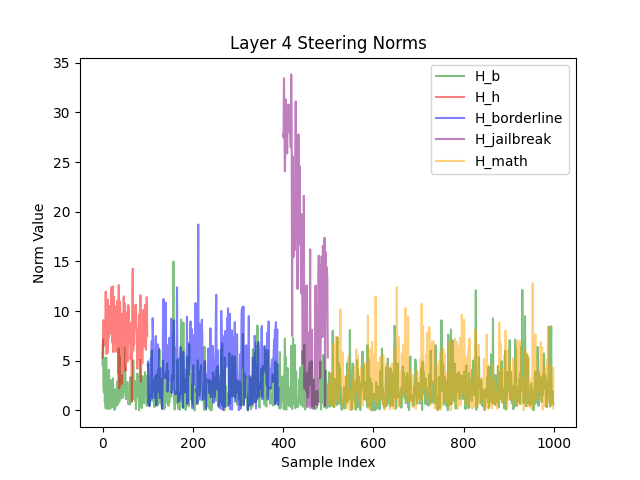 Layer 4 Steering Norms
35
30
25
20
15
10
5
0
Norm Value
0
200
400
600
800
1000
Sample Index
H_b
H_h
H_borderline
H_jailbreak
H_math